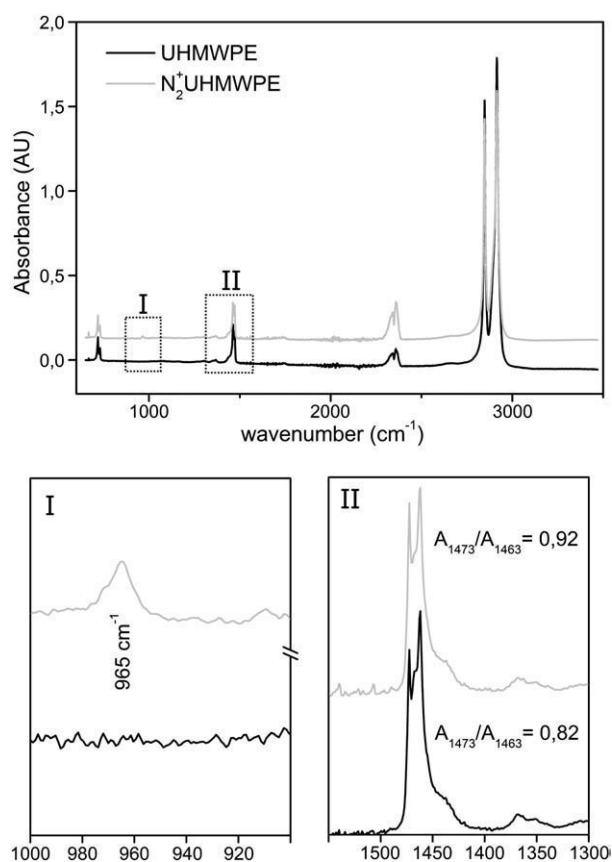 2,0
UHMWPE
N₂⁺UHMWPE
1,5
Absorbance (AU)
1,0
0,5
I
II
0,0
1000 2000 3000
wavenumber (cm⁻¹)
I
965 cm⁻¹
1000 980 960 940 920
II
A₁₄₇₃/A₁₄₆₃= 0,92
A₁₄₇₃/A₁₄₆₃= 0,82
1500 1450 1400 1350 1300